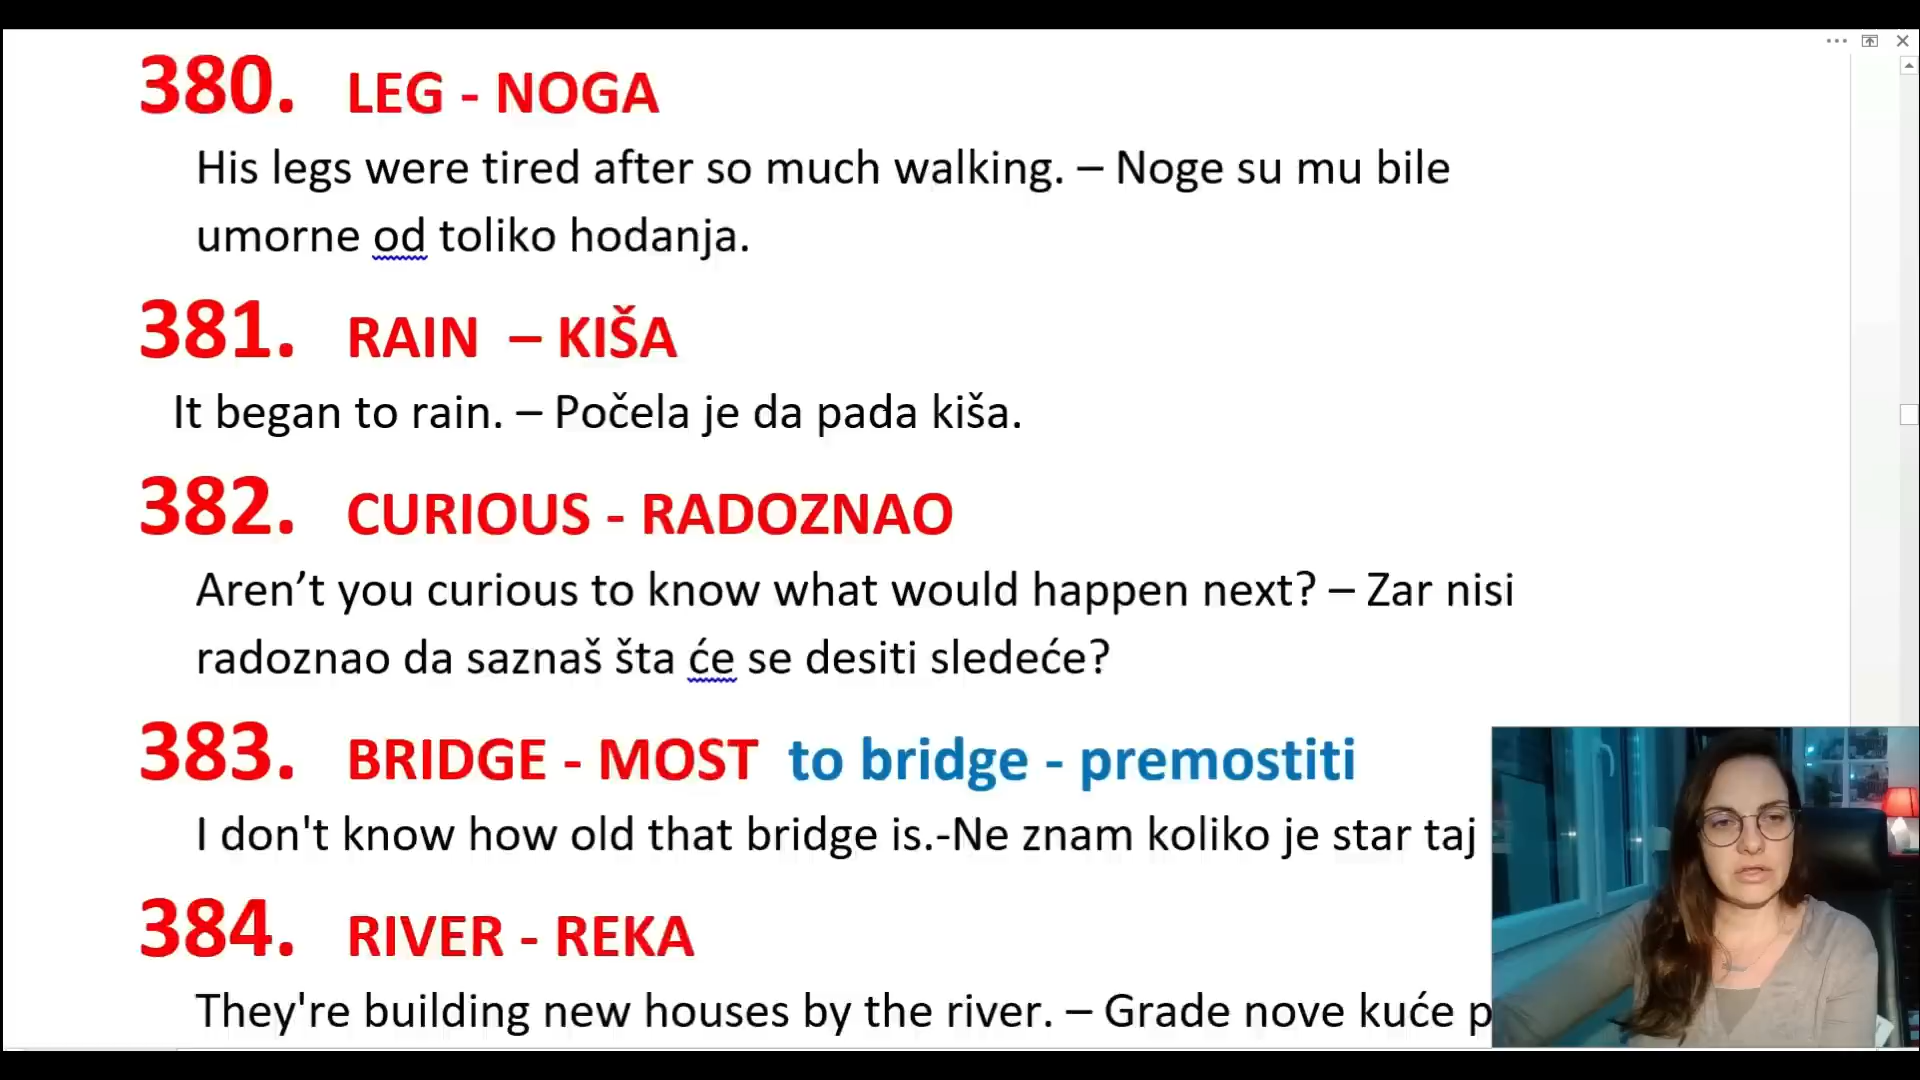 380. LEG - NOGA
His legs were tired after so much walking. – Noge su mu bile
umorne od toliko hodanja.
381. RAIN – KIŠA
It began to rain. – Počela je da pada kiša.
382. CURIOUS - RADOZNAO
Aren’t you curious to know what would happen next? – Zar nisi
radoznao da saznaš šta će se desiti sledeće?
383. BRIDGE - MOST to bridge - premostiti
I don't know how old that bridge is.-Ne znam koliko je star taj
384. RIVER - REKA
They're building new houses by the river. – Grade nove kuće p